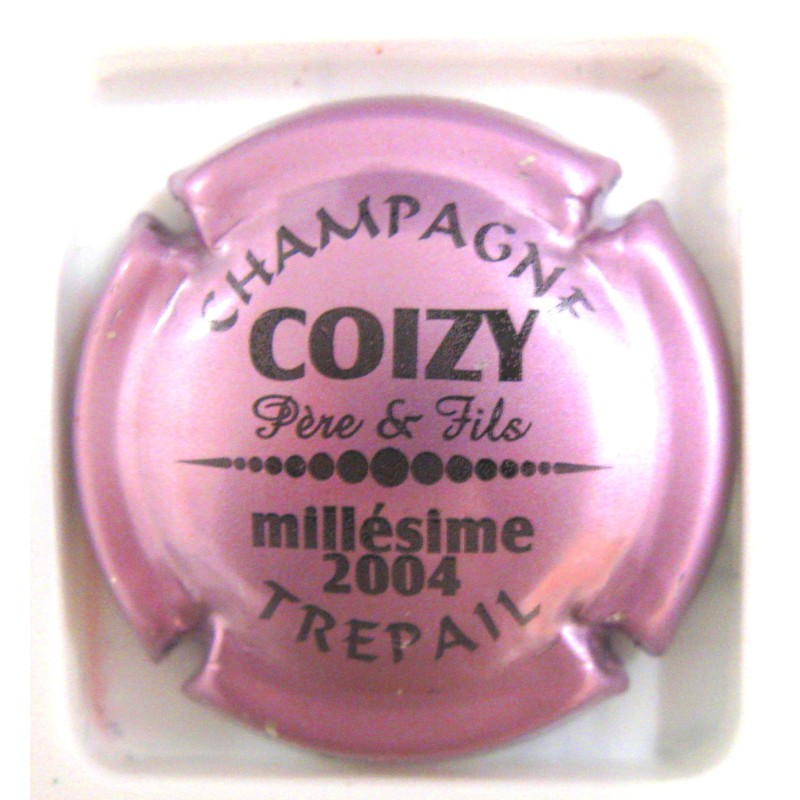 CHAMPAGNE
COIZY
Père & Fils
millésime
2004
TREPAIL